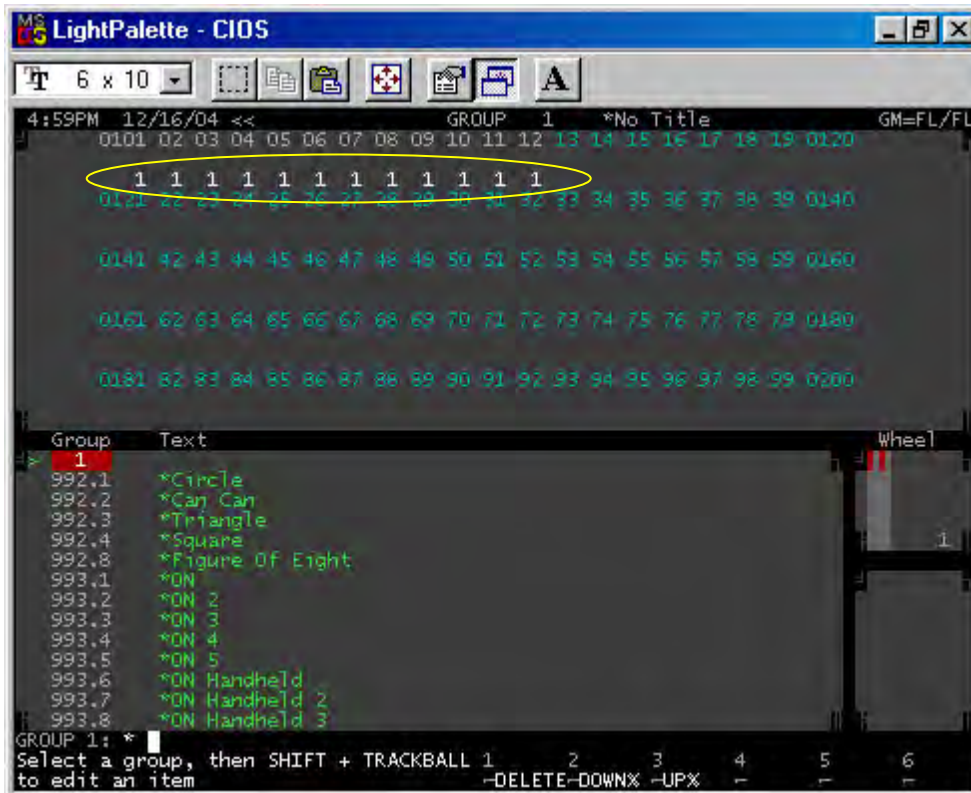 LightPalette - CIOS
6 x 10 A
4:59PM 12/16/04 << GROUP 1 *No Title GM=FL/FL
0101 02 03 04 05 06 07 08 09 10 11 12 13 14 15 16 17 18 19 0120
1 1 1 1 1 1 1 1 1 1 1 1
0121 22 23 24 25 26 27 28 29 30 31 32 33 34 35 36 37 38 39 0140
0141 42 43 44 45 46 47 48 49 50 51 52 53 54 55 56 57 58 59 0160
0161 62 63 64 65 66 67 68 69 70 71 72 73 74 75 76 77 78 79 0180
0181 82 83 84 85 86 87 88 89 90 91 92 93 94 95 96 97 98 99 0200
Group Text Wheel
> 1
992.1 *Circle
992.2 *Can Can
992.3 *Triangle
992.4 *Square 1
992.8 *Figure Of Eight
993.1 *ON
993.2 *ON 2
993.3 *ON 3
993.4 *ON 4
993.5 *ON 5
993.6 *ON Handheld
993.7 *ON Handheld 2
993.8 *ON Handheld 3
GROUP 1: *
Select a group, then SHIFT + TRACKBALL 1 2 3 4 5 6
to edit an item DELETE DOWN% UP%